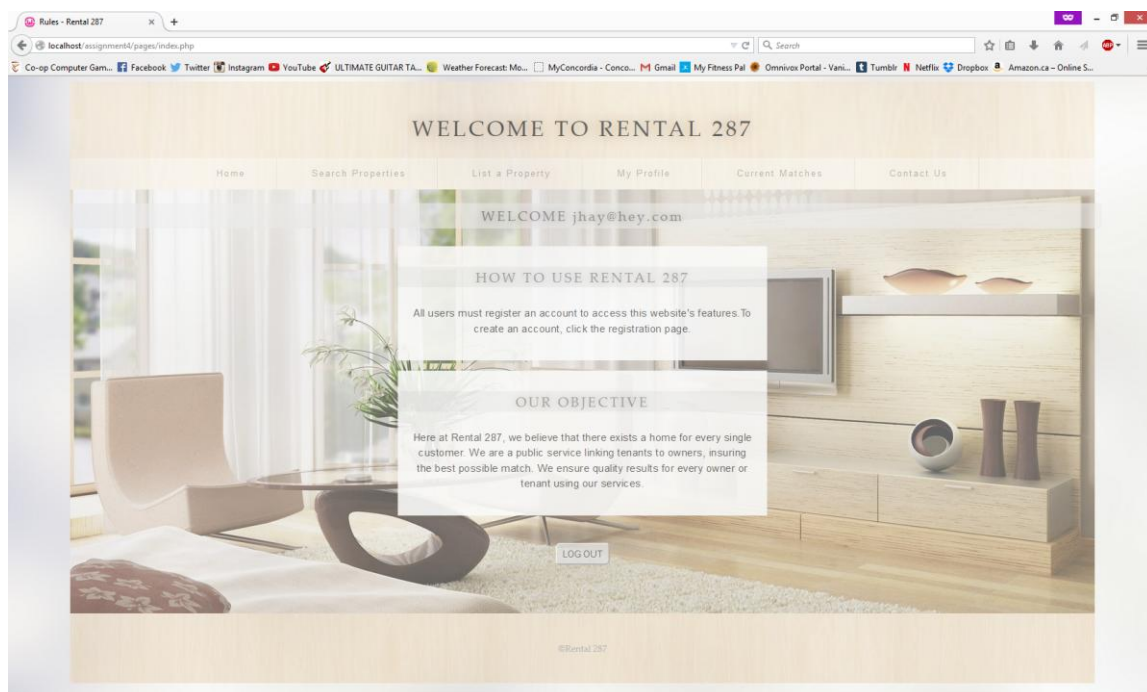 Rules - Rental 287
localhost/assignment4/pages/index.php
Search
Co-op Computer Gam... Facebook Twitter Instagram YouTube ULTIMATE GUITAR TA... Weather Forecast: Mo... MyConcordia - Conco... Gmail My Fitness Pal Omnivox Portal - Vani... Tumblr Netflix Dropbox Amazon.ca – Online S...
WELCOME TO RENTAL 287
Home Search Properties List a Property My Profile Current Matches Contact Us
WELCOME jhay@hey.com
HOW TO USE RENTAL 287
All users must register an account to access this website's features.To
create an account, click the registration page.
OUR OBJECTIVE
Here at Rental 287, we believe that there exists a home for every single
customer. We are a public service linking tenants to owners, insuring
the best possible match. We ensure quality results for every owner or
tenant using our services.
LOG OUT
©Rental 287